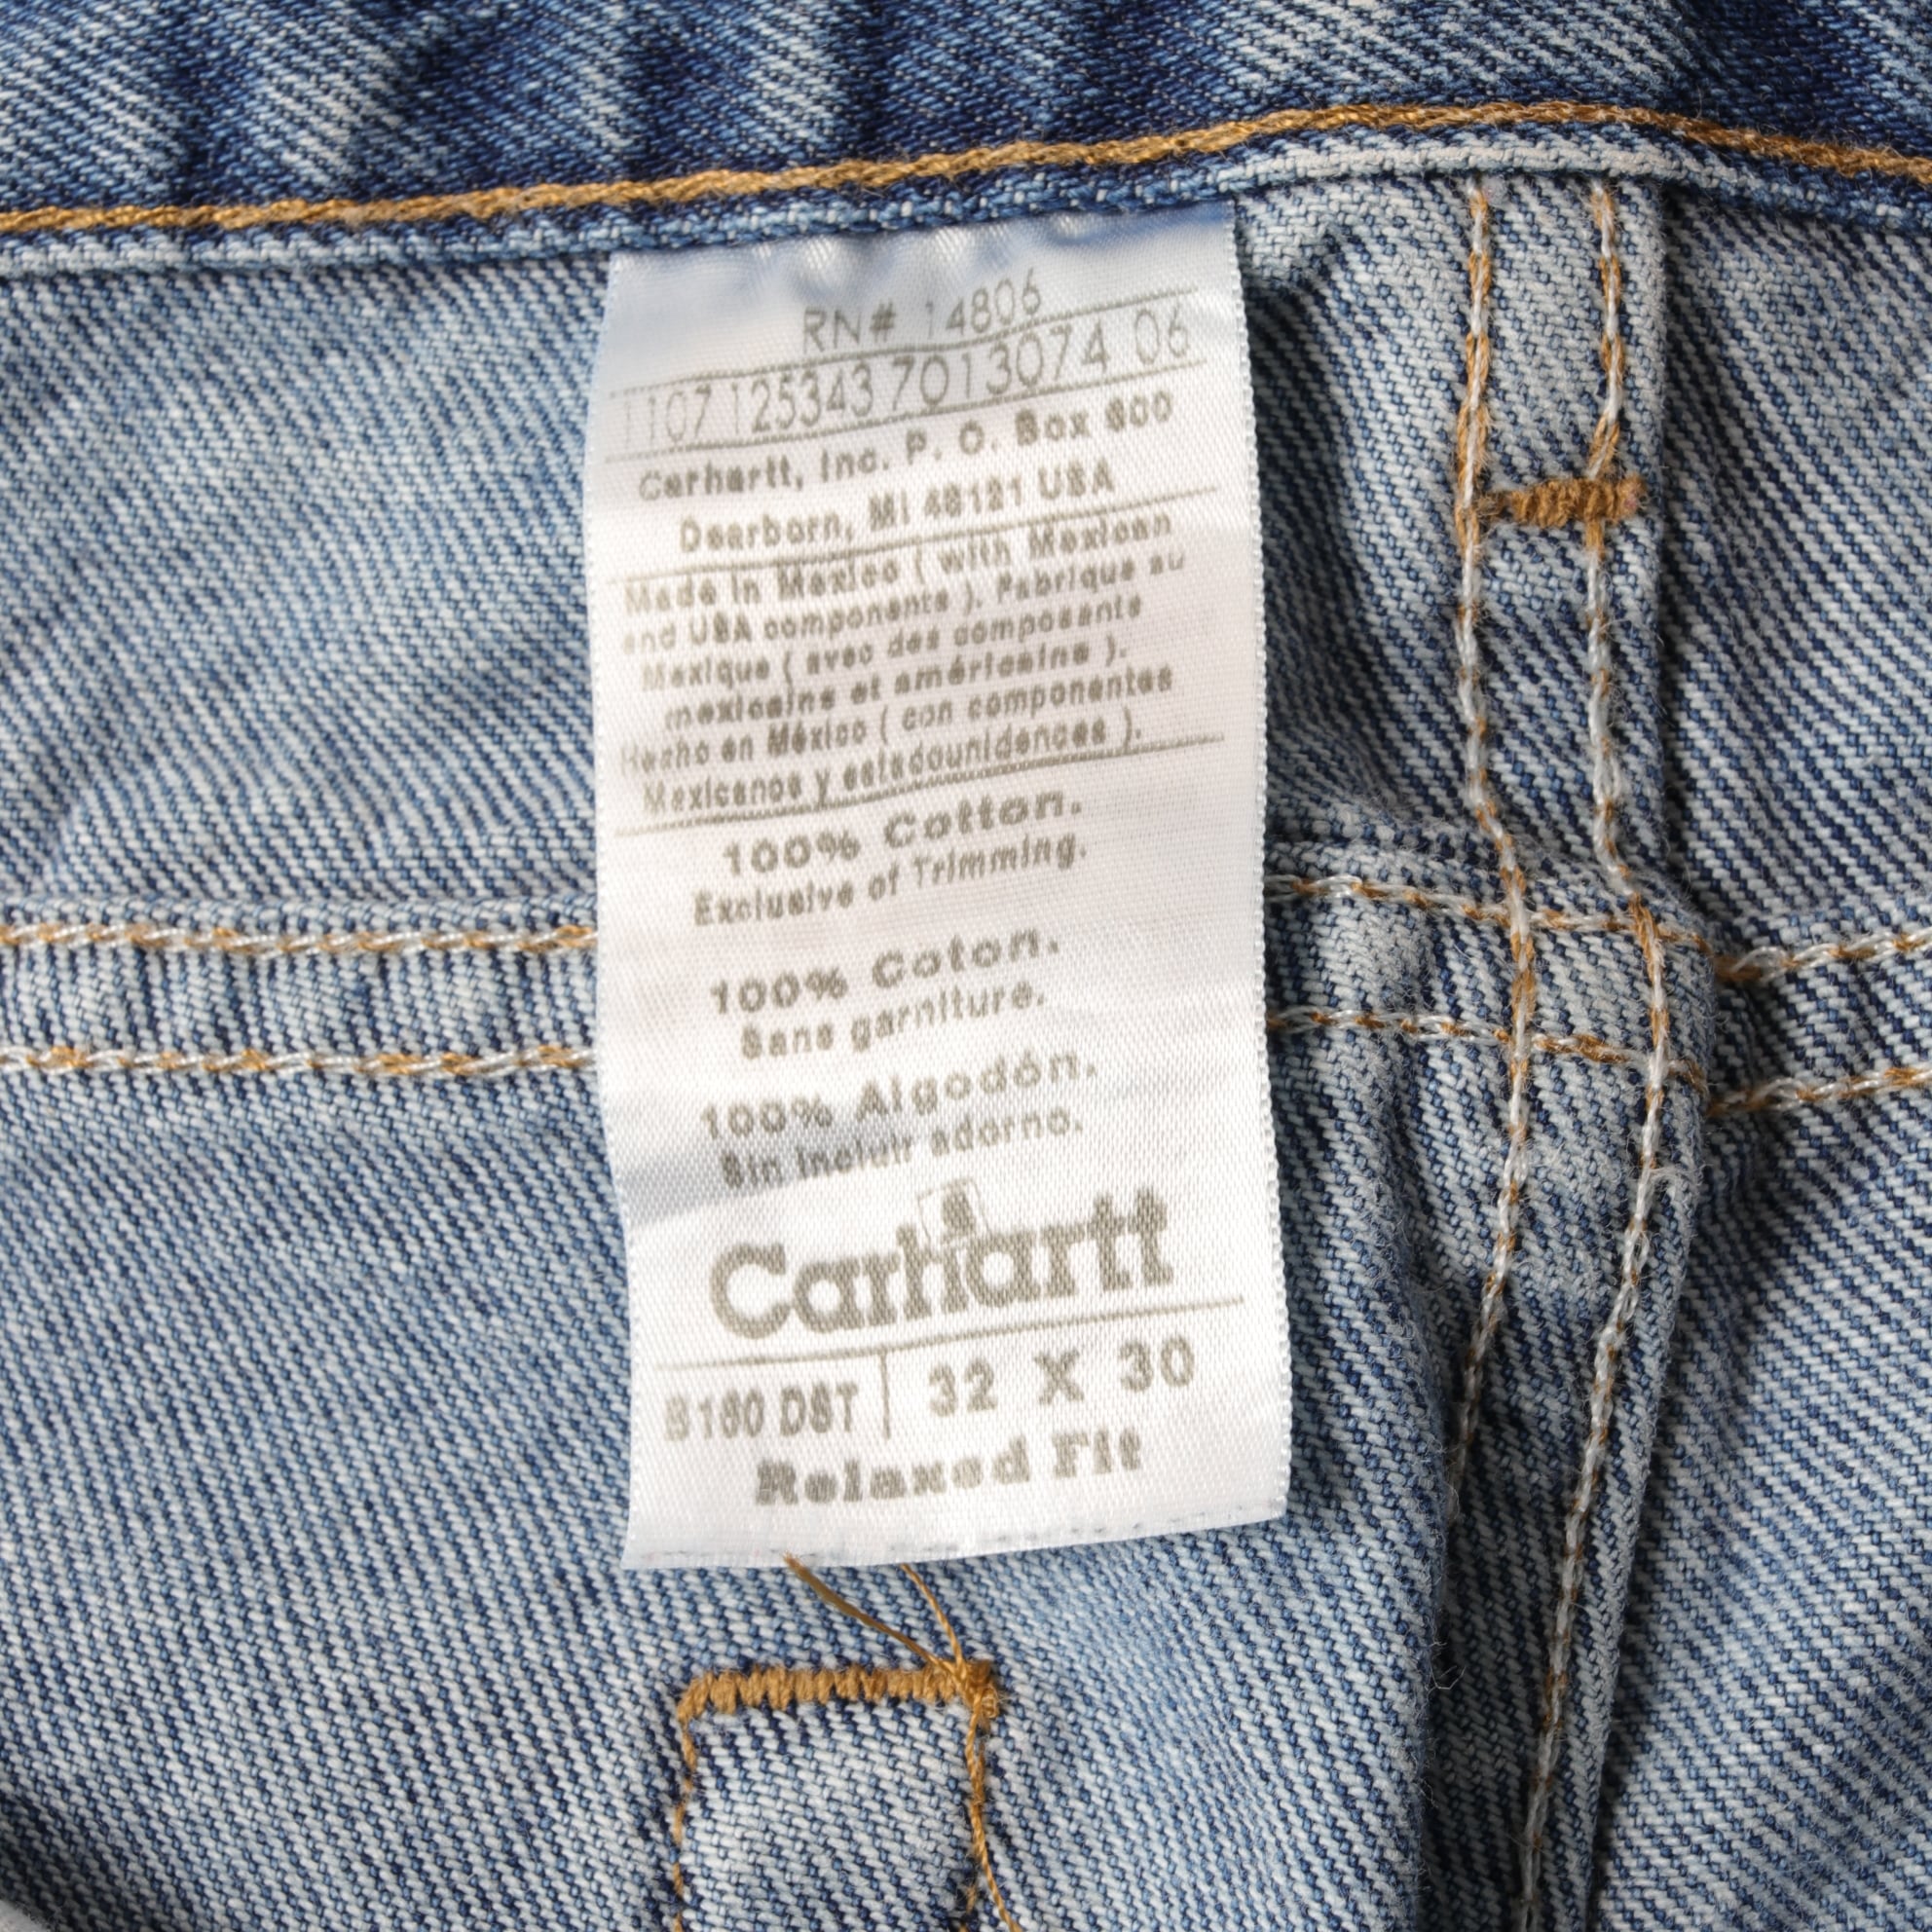 RN# 14806
1107 125343 7013074 06
Carhartt, Inc. P. O. Box 600
Dearborn, MI 48121 USA
Made in Mexico ( with Mexican
and USA components ). Fabrique au
Mexique ( avec des composants
mexicains et américains ).
Hecho en México ( con componentes
Mexicanos y estadounidences ).
100% Cotton.
Exclusive of Trimming.
100% Coton.
Sans garniture.
100% Algodón.
Sin incluir adorno.
Carhartt
B160 DST 32 X 30
Relaxed Fit